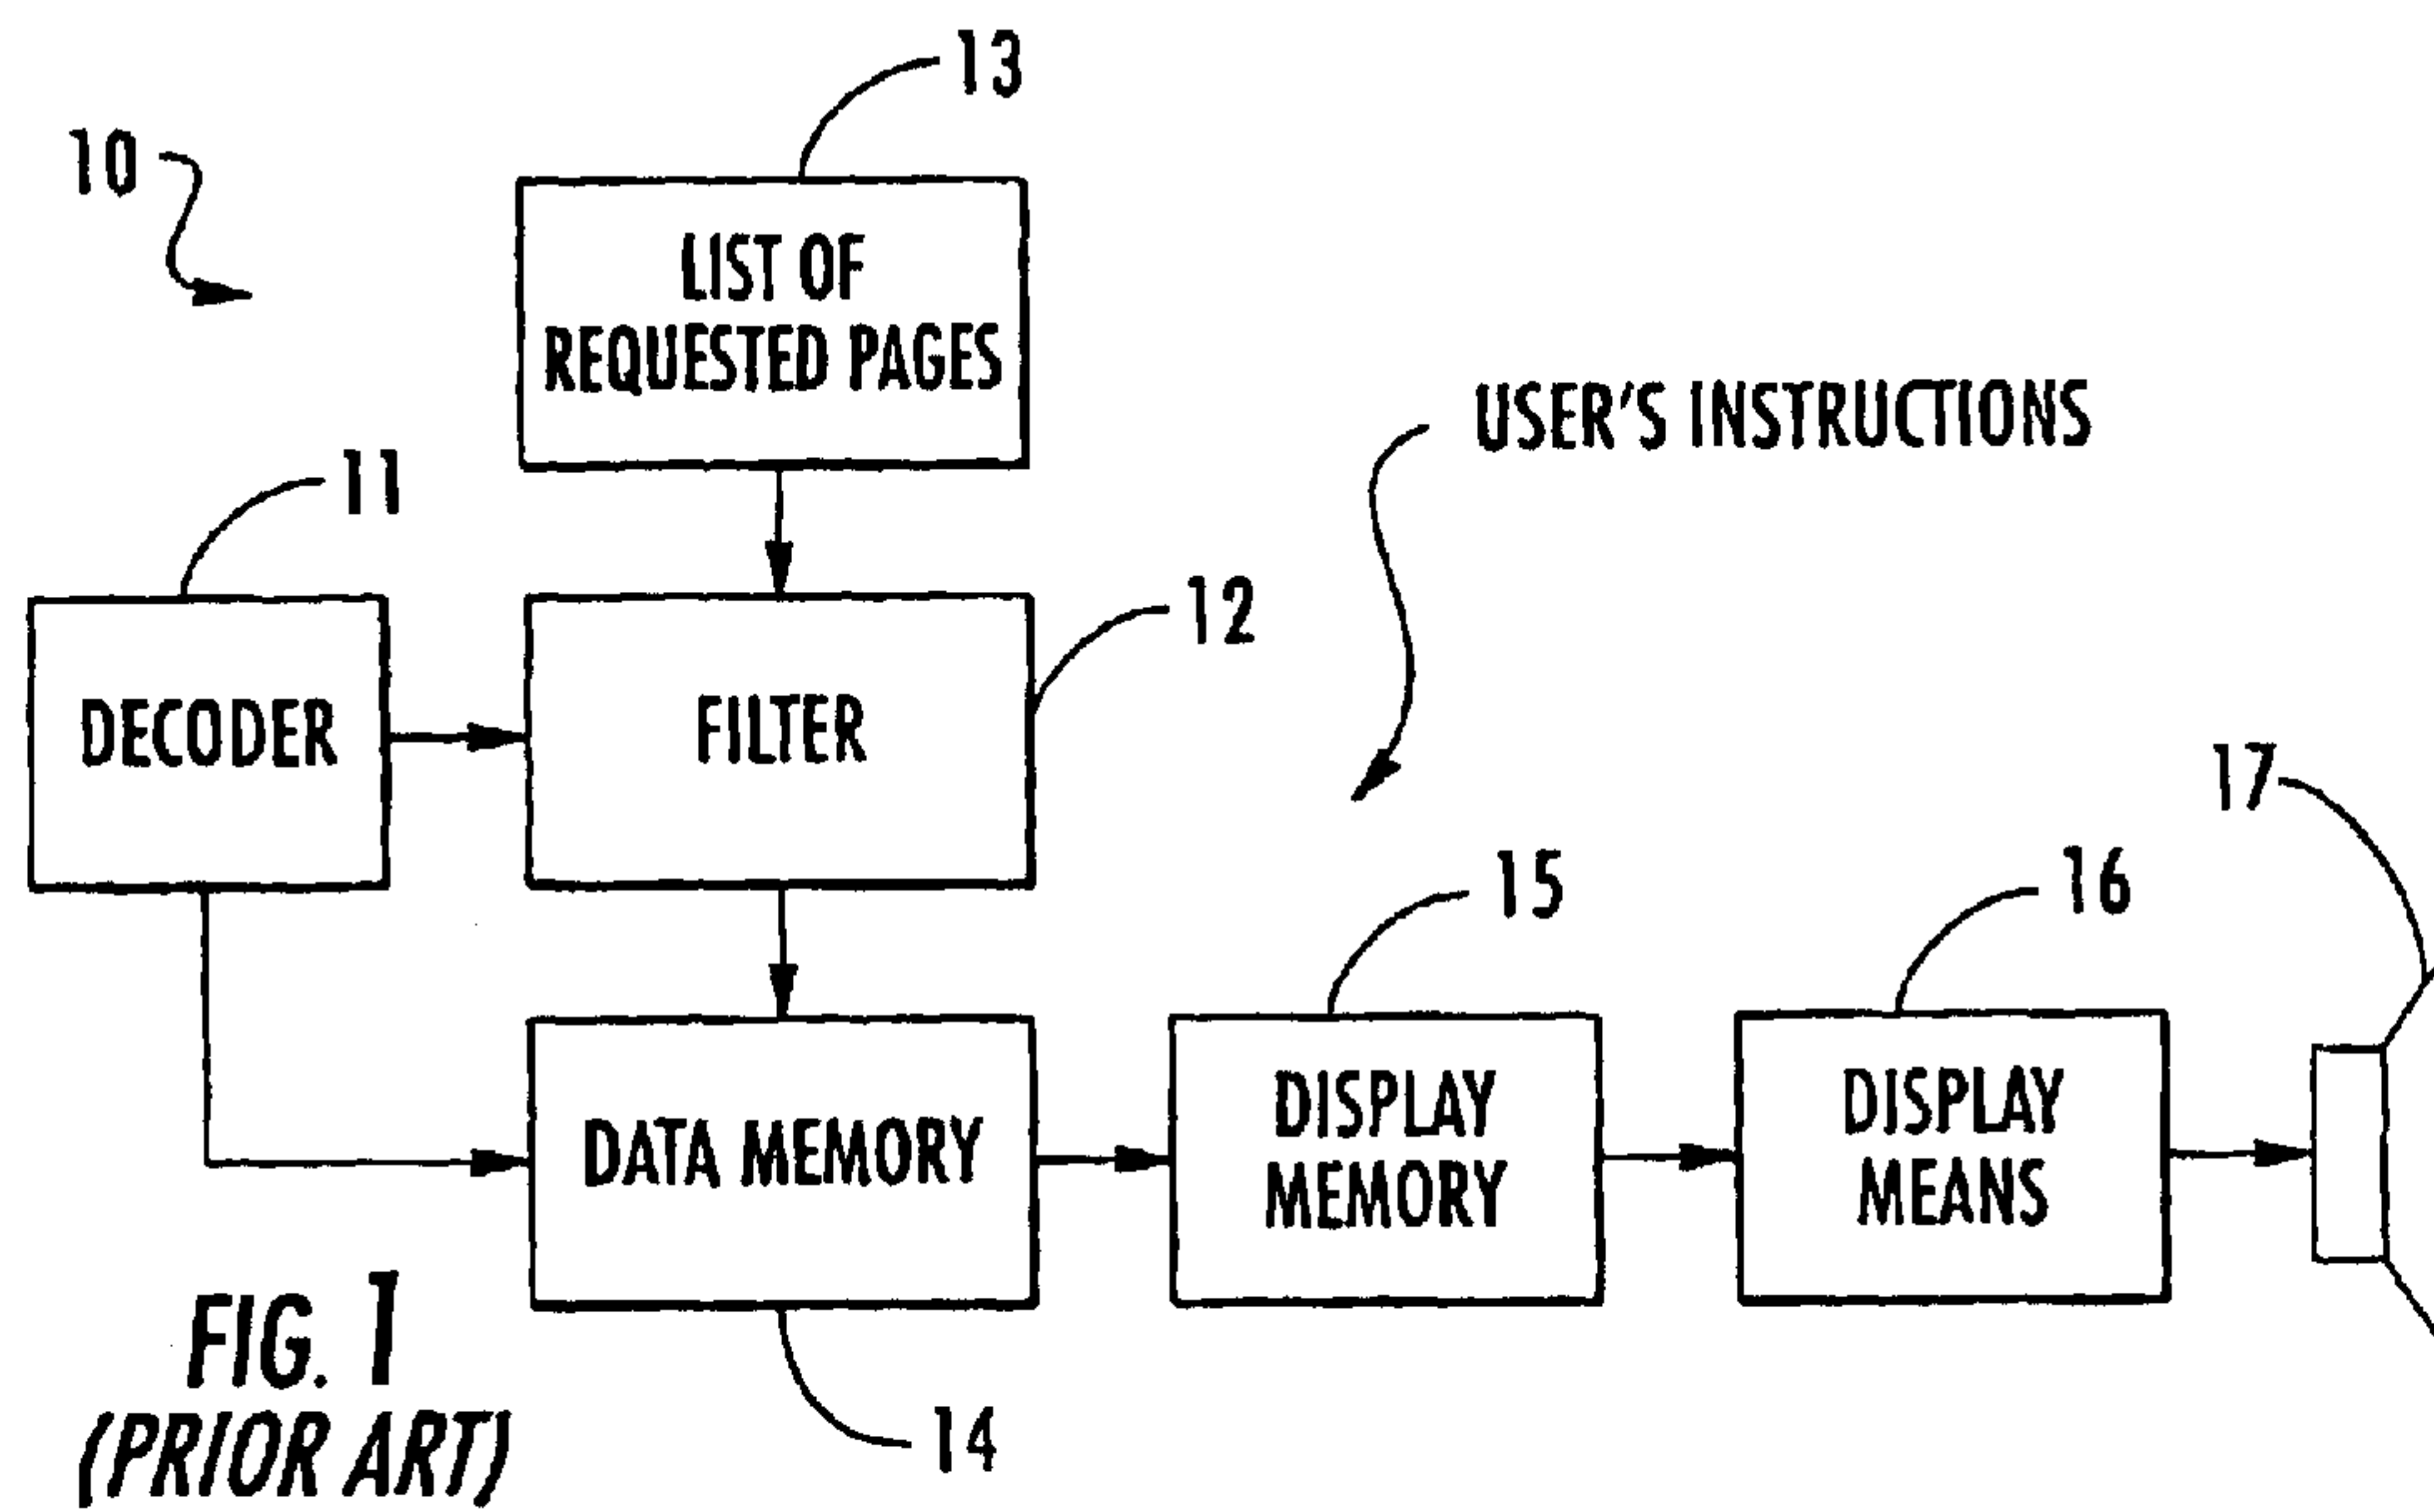 13
10
LIST OF
REQUESTED PAGES
USER'S INSTRUCTIONS
11
12
DECODER
FILTER
17
15
16
DATA MEMORY
DISPLAY
MEMORY
DISPLAY
MEANS
14
FIG. 1
(PRIOR ART)